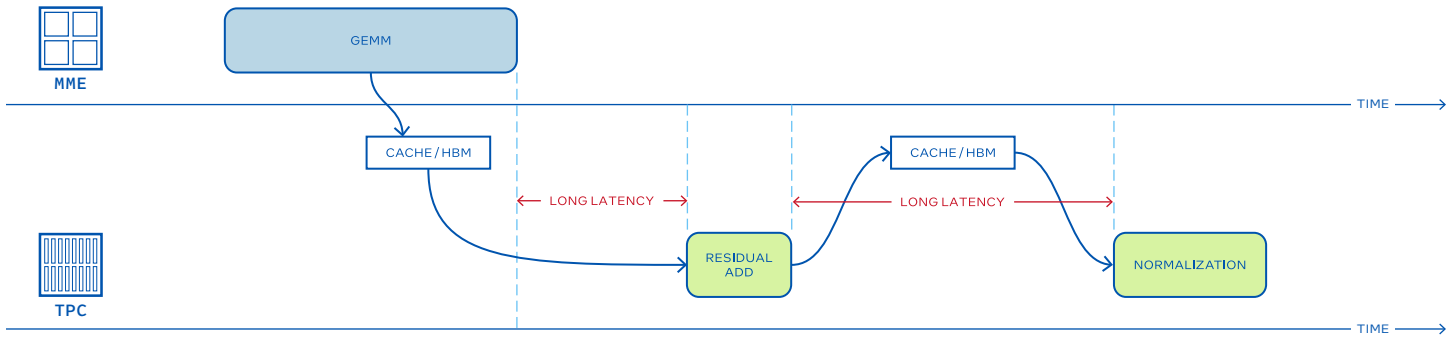 GEMM
MME
TIME
CACHE/HBM
CACHE/HBM
LONG LATENCY
LONG LATENCY
RESIDUAL
ADD
NORMALIZATION
TPC
TIME